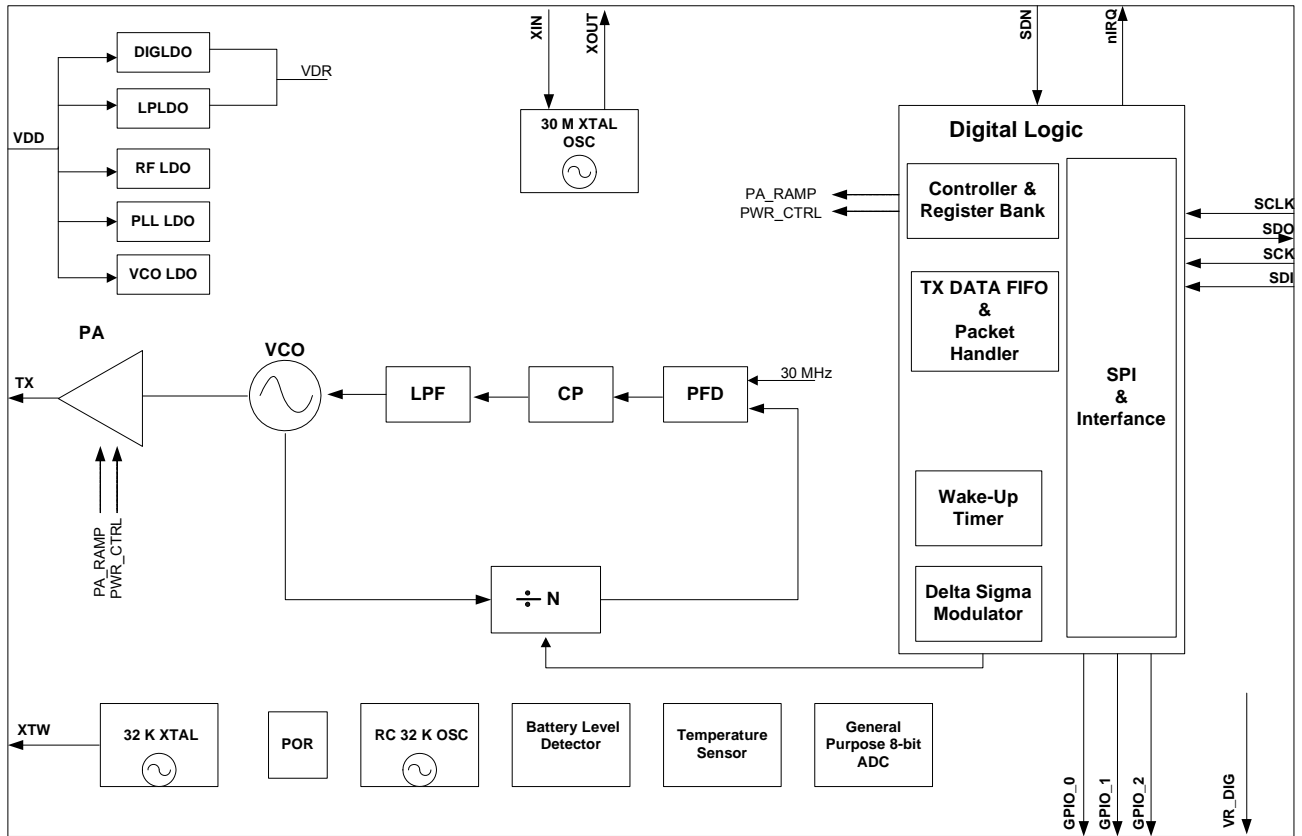 XIN
XOUT
SDN
nIRQ
DIGLDO
VDR
LPLDO
VDD
RF LDO
PLL LDO
VCO LDO
30 M XTAL
OSC
Digital Logic
Controller &
Register Bank
PA_RAMP
PWR_CTRL
SCLK
SDO
SCK
SDI
TX DATA FIFO
&
Packet
Handler
SPI
&
Interfance
Wake-Up
Timer
Delta Sigma
Modulator
PA
TX
VCO
LPF
CP
PFD
30 MHz
PA_RAMP
PWR_CTRL
÷ N
XTW
32 K XTAL
POR
RC 32 K OSC
Battery Level
Detector
Temperature
Sensor
General
Purpose 8-bit
ADC
GPIO_0
GPIO_1
GPIO_2
VR_DIG